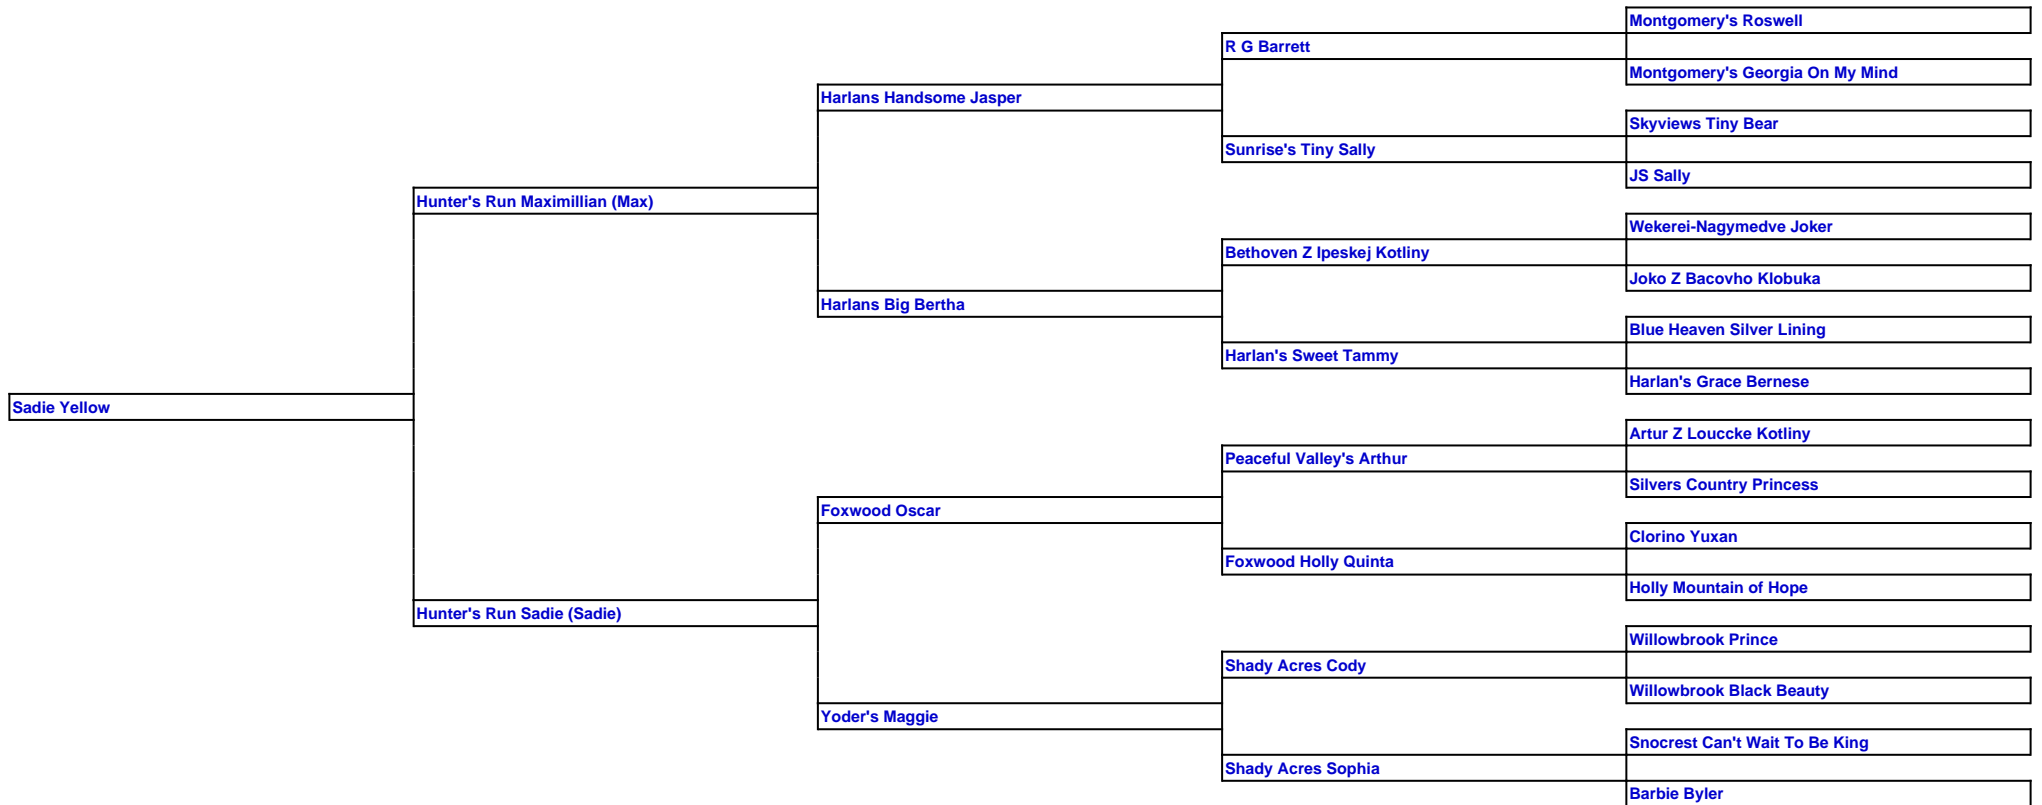 Montgomery's Roswell
R G Barrett
Montgomery's Georgia On My Mind
Harlans Handsome Jasper
Skyviews Tiny Bear
Sunrise's Tiny Sally
JS Sally
Hunter's Run Maximillian (Max)
Wekerei-Nagymedve Joker
Bethoven Z Ipeskej Kotliny
Joko Z Bacovho Klobuka
Harlans Big Bertha
Blue Heaven Silver Lining
Harlan's Sweet Tammy
Harlan's Grace Bernese
Sadie Yellow
Artur Z Louccke Kotliny
Peaceful Valley's Arthur
Silvers Country Princess
Foxwood Oscar
Clorino Yuxan
Foxwood Holly Quinta
Holly Mountain of Hope
Hunter's Run Sadie (Sadie)
Willowbrook Prince
Shady Acres Cody
Willowbrook Black Beauty
Yoder's Maggie
Snocrest Can't Wait To Be King
Shady Acres Sophia
Barbie Byler